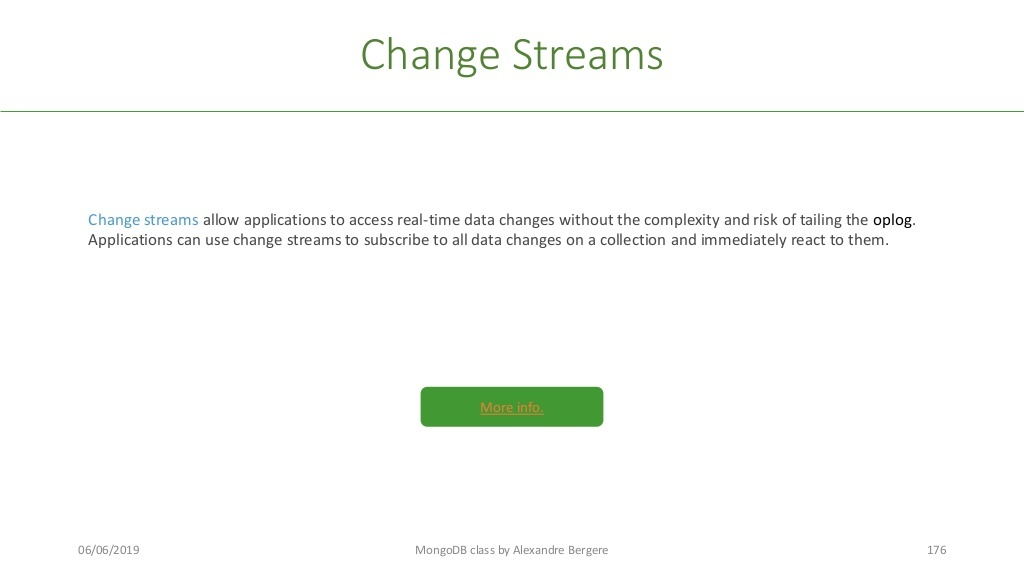 Change Streams
Change streams allow applications to access real-time data changes without the complexity and risk of tailing the oplog.
Applications can use change streams to subscribe to all data changes on a collection and immediately react to them.
More info.
06/06/2019
MongoDB class by Alexandre Bergere
176